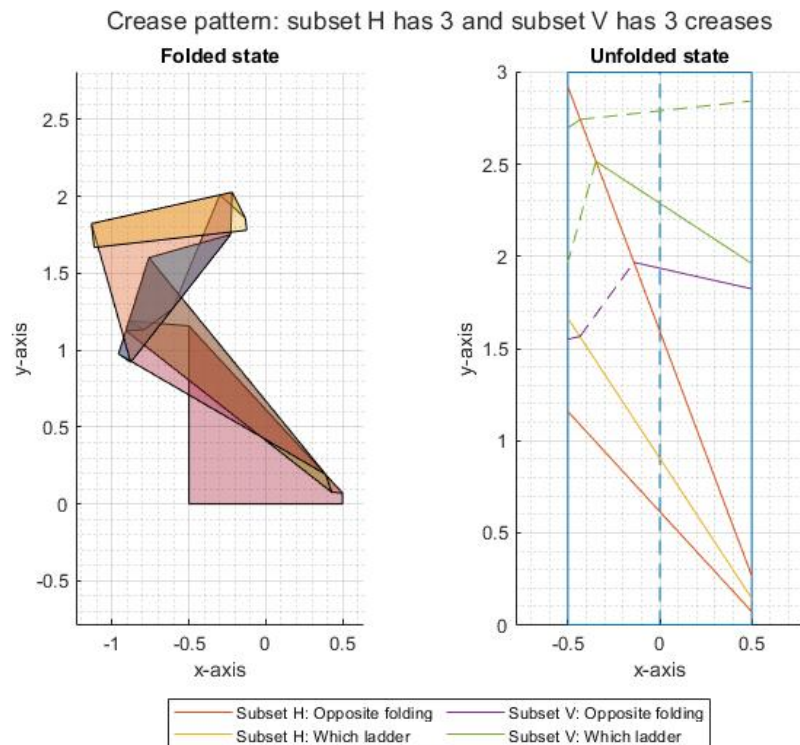 Crease pattern: subset H has 3 and subset V has 3 creases
Folded state
Unfolded state
2.5
2
1.5
1
0.5
0
-0.5
-1
-0.5
0
0.5
x-axis
y-axis
3
2.5
2
1.5
1
0.5
0
-0.5
0
0.5
x-axis
y-axis
Subset H: Opposite folding
Subset V: Opposite folding
Subset H: Which ladder
Subset V: Which ladder